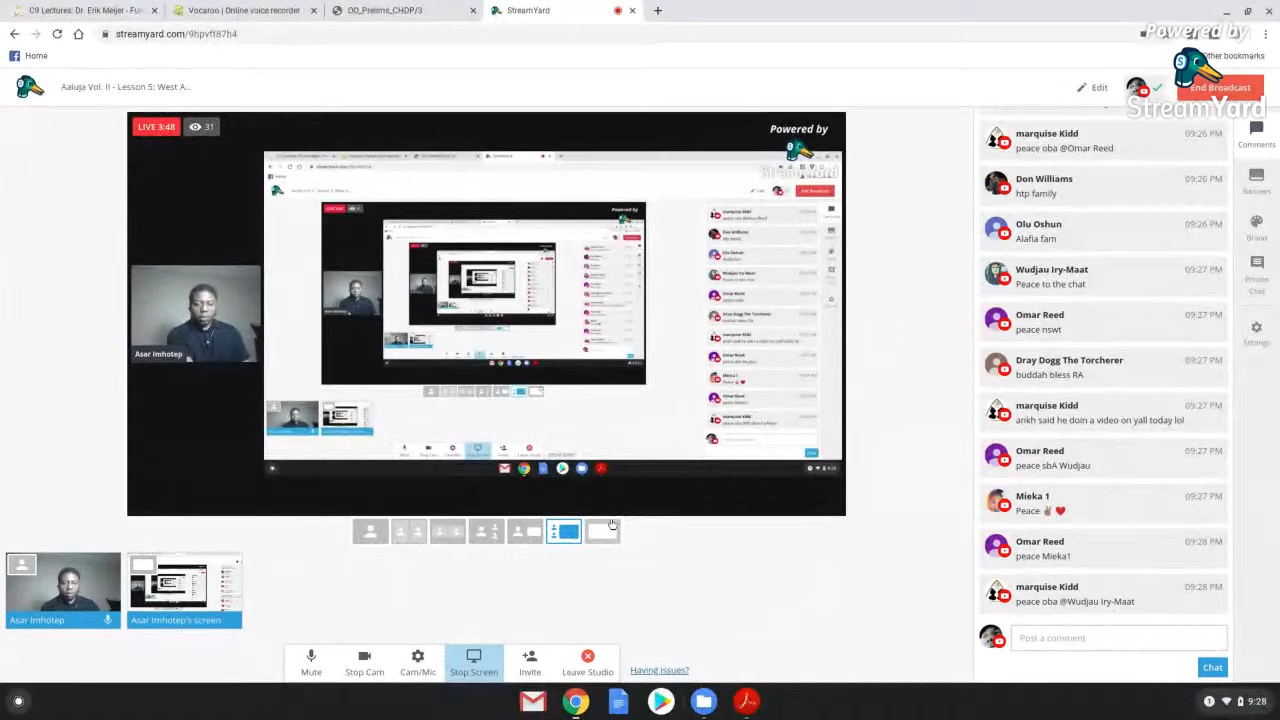 C9 Lectures: Dr. Erik Meijer - Fu
Vocaroo | Online voice recorder
OO_Prelims_CHDP/3
StreamYard
streamyard.com/9hpvft87h4
Powered by
StreamYard
Home
Other bookmarks
Aaluja Vol. II - Lesson 5: West A...
Edit
End Broadcast
LIVE 3:48
31
Powered by
StreamYard
Asar Imhotep
marquise Kidd 09:26 PM
peace oba @Omar Reed
Don Williams 09:26 PM
htp family
Olu Oshun 09:26 PM
Alafia fam
Wudjau Iry-Maat 09:27 PM
Peace to the chat
Omar Reed 09:27 PM
peace nswt
Dray Dogg The Torcherer 09:27 PM
buddah bless RA
marquise Kidd 09:27 PM
ankh said he doin a video on yall today lol
Omar Reed 09:27 PM
peace sbA Wudjau
Mieka 1 09:27 PM
Peace ✌🏽 ❤️
Omar Reed 09:28 PM
peace Mieka1
marquise Kidd 09:28 PM
peace oba @Wudjau Iry-Maat
Post a comment
Chat
Comments
Banners
Brand
Private
Chat
Settings
Asar Imhotep
Asar Imhotep's screen
Mute
Stop Cam
Cam/Mic
Stop Screen
Invite
Leave Studio
Having issues?
1
9:28